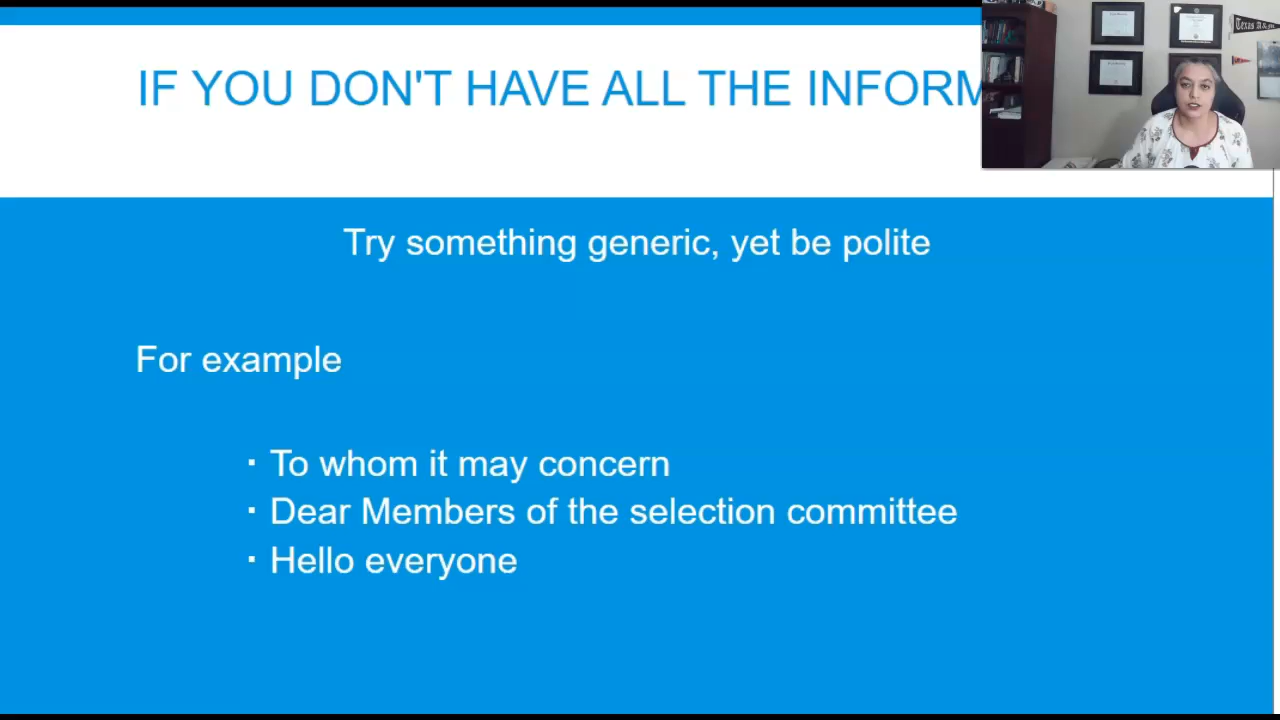 IF YOU DON'T HAVE ALL THE INFORM
Texas A&M
Try something generic, yet be polite
For example
· To whom it may concern
· Dear Members of the selection committee
· Hello everyone